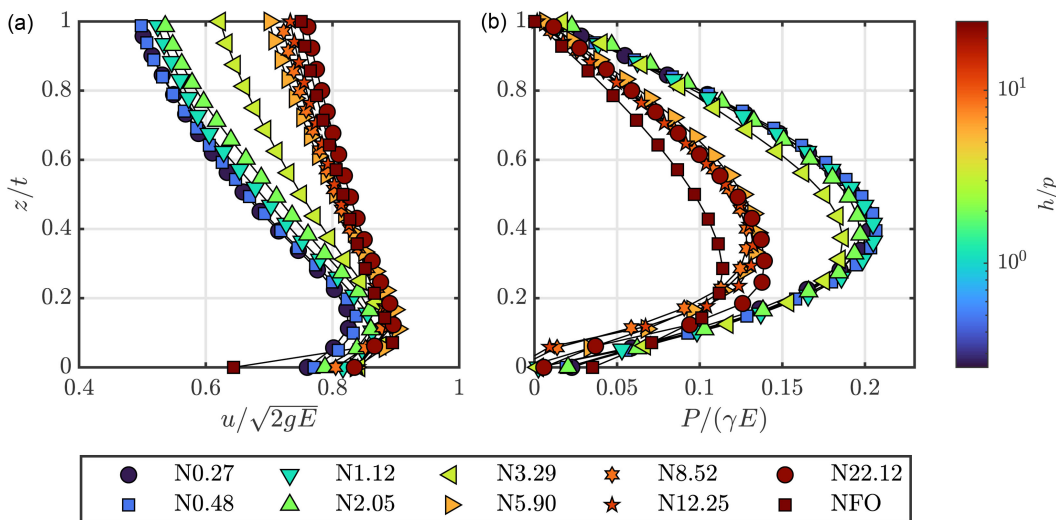 (a)
1
0.8
0.6
0.4
0.2
0
z/t
0.4 0.6 0.8 1
u/√2gE
(b)
1
0.8
0.6
0.4
0.2
0
0 0.05 0.1 0.15 0.2
P/(γE)
10¹
10⁰
h/p
N0.27 N1.12 N3.29 N8.52 N22.12
N0.48 N2.05 N5.90 N12.25 NFO